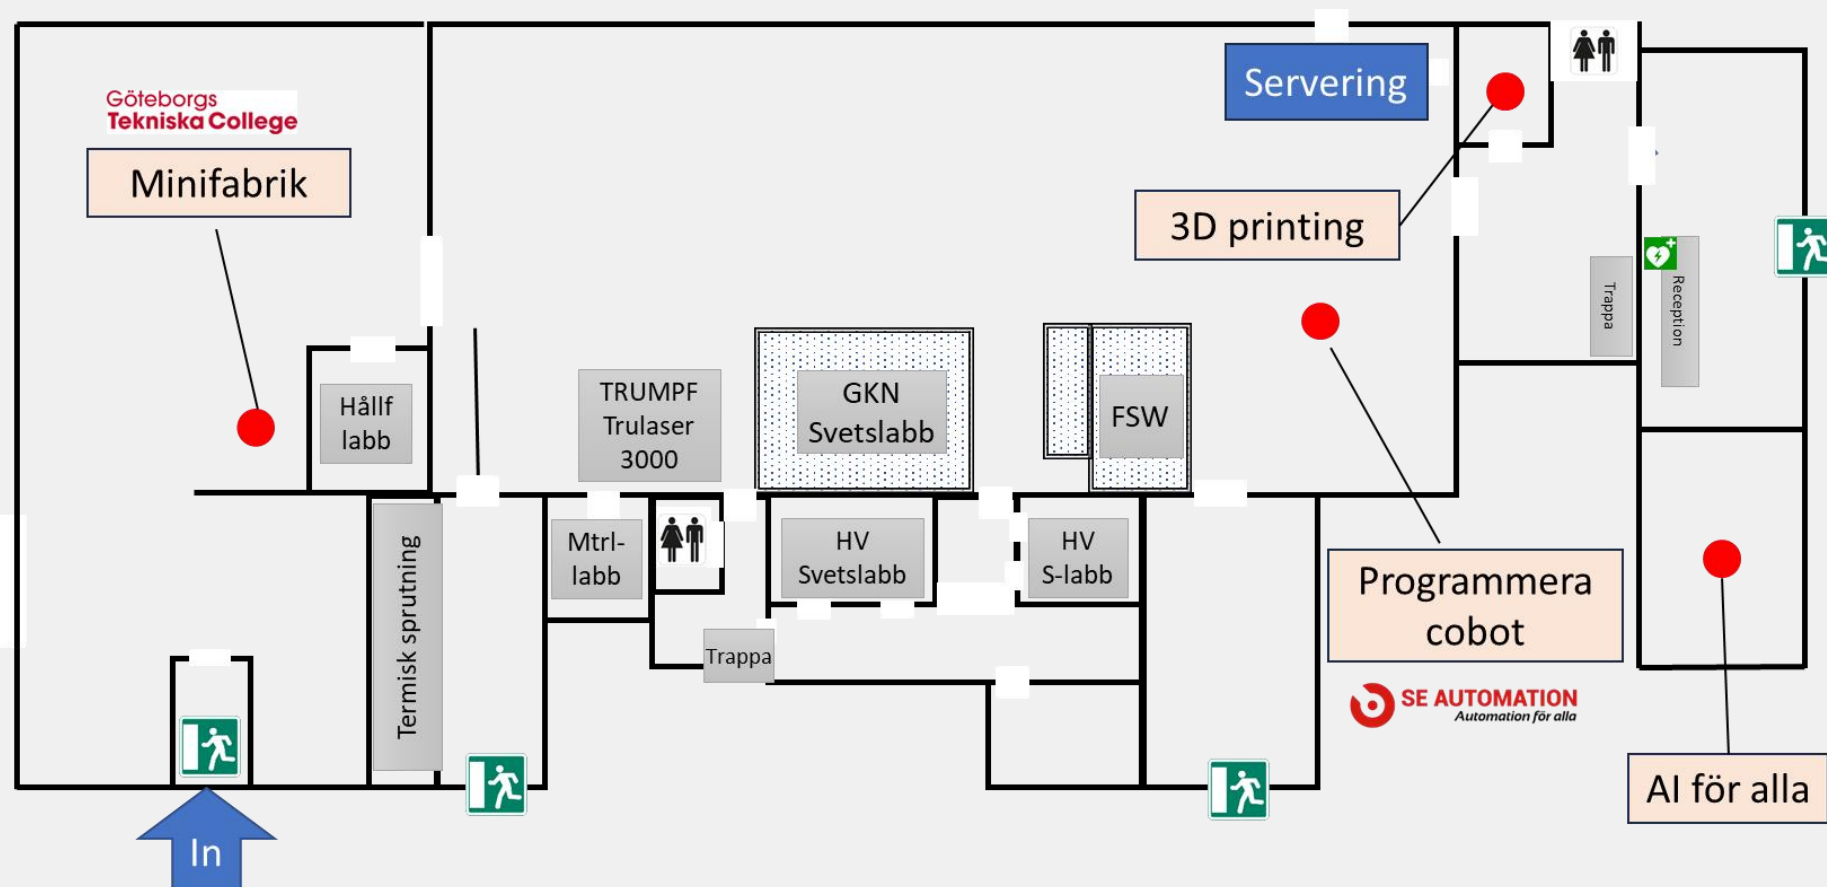 Göteborgs
Tekniska College
Minifabrik
Servering
3D printing
Trappa
Reception
Hållf
labb
TRUMPF
Trulaser
3000
GKN
Svetslabb
FSW
Termisk sprutning
Mtrl-
labb
HV
Svetslabb
HV
S-labb
Trappa
Programmera
cobot
SE AUTOMATION
Automation för alla
AI för alla
In